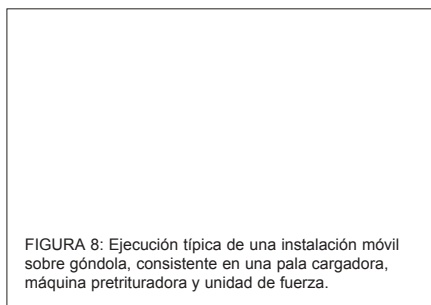 FIGURA 8: Ejecución típica de una instalación móvil
sobre góndola, consistente en una pala cargadora,
máquina pretrituradora y unidad de fuerza.